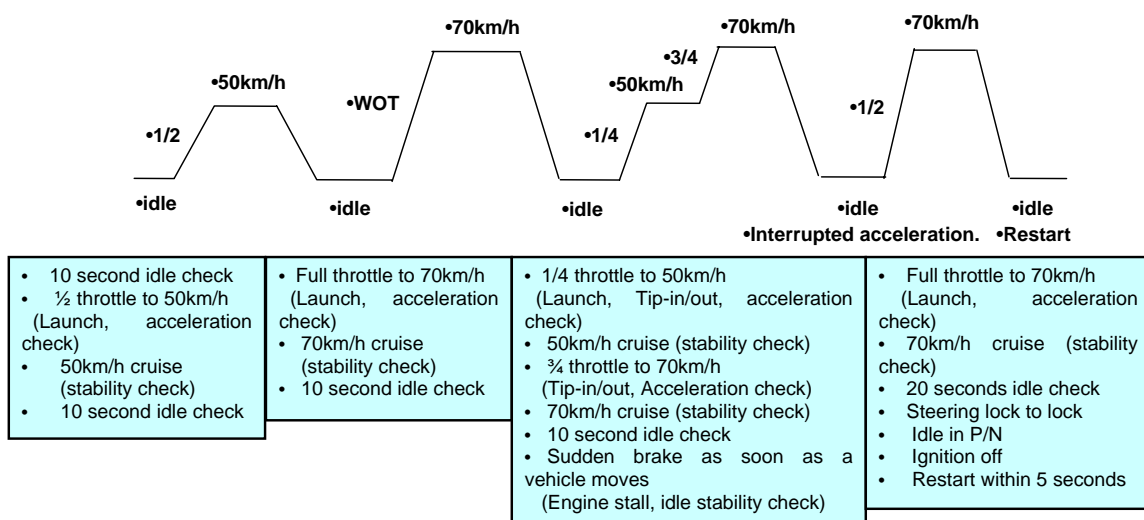 •70km/h
•70km/h
•70km/h
•3/4
•50km/h
•50km/h
•WOT
•1/2
•1/2
•1/4
•idle
•idle
•idle
•idle
•idle
•Interrupted acceleration.
•Restart
• 10 second idle check
• ½ throttle to 50km/h
(Launch, acceleration
check)
• 50km/h cruise
(stability check)
• 10 second idle check
• Full throttle to 70km/h
(Launch, acceleration
check)
• 70km/h cruise
(stability check)
• 10 second idle check
• 1/4 throttle to 50km/h
(Launch, Tip-in/out, acceleration
check)
• 50km/h cruise (stability check)
• ¾ throttle to 70km/h
(Tip-in/out, Acceleration check)
• 70km/h cruise (stability check)
• 10 second idle check
• Sudden brake as soon as a
vehicle moves
(Engine stall, idle stability check)
• Full throttle to 70km/h
(Launch, acceleration
check)
• 70km/h cruise (stability
check)
• 20 seconds idle check
• Steering lock to lock
• Idle in P/N
• Ignition off
• Restart within 5 seconds